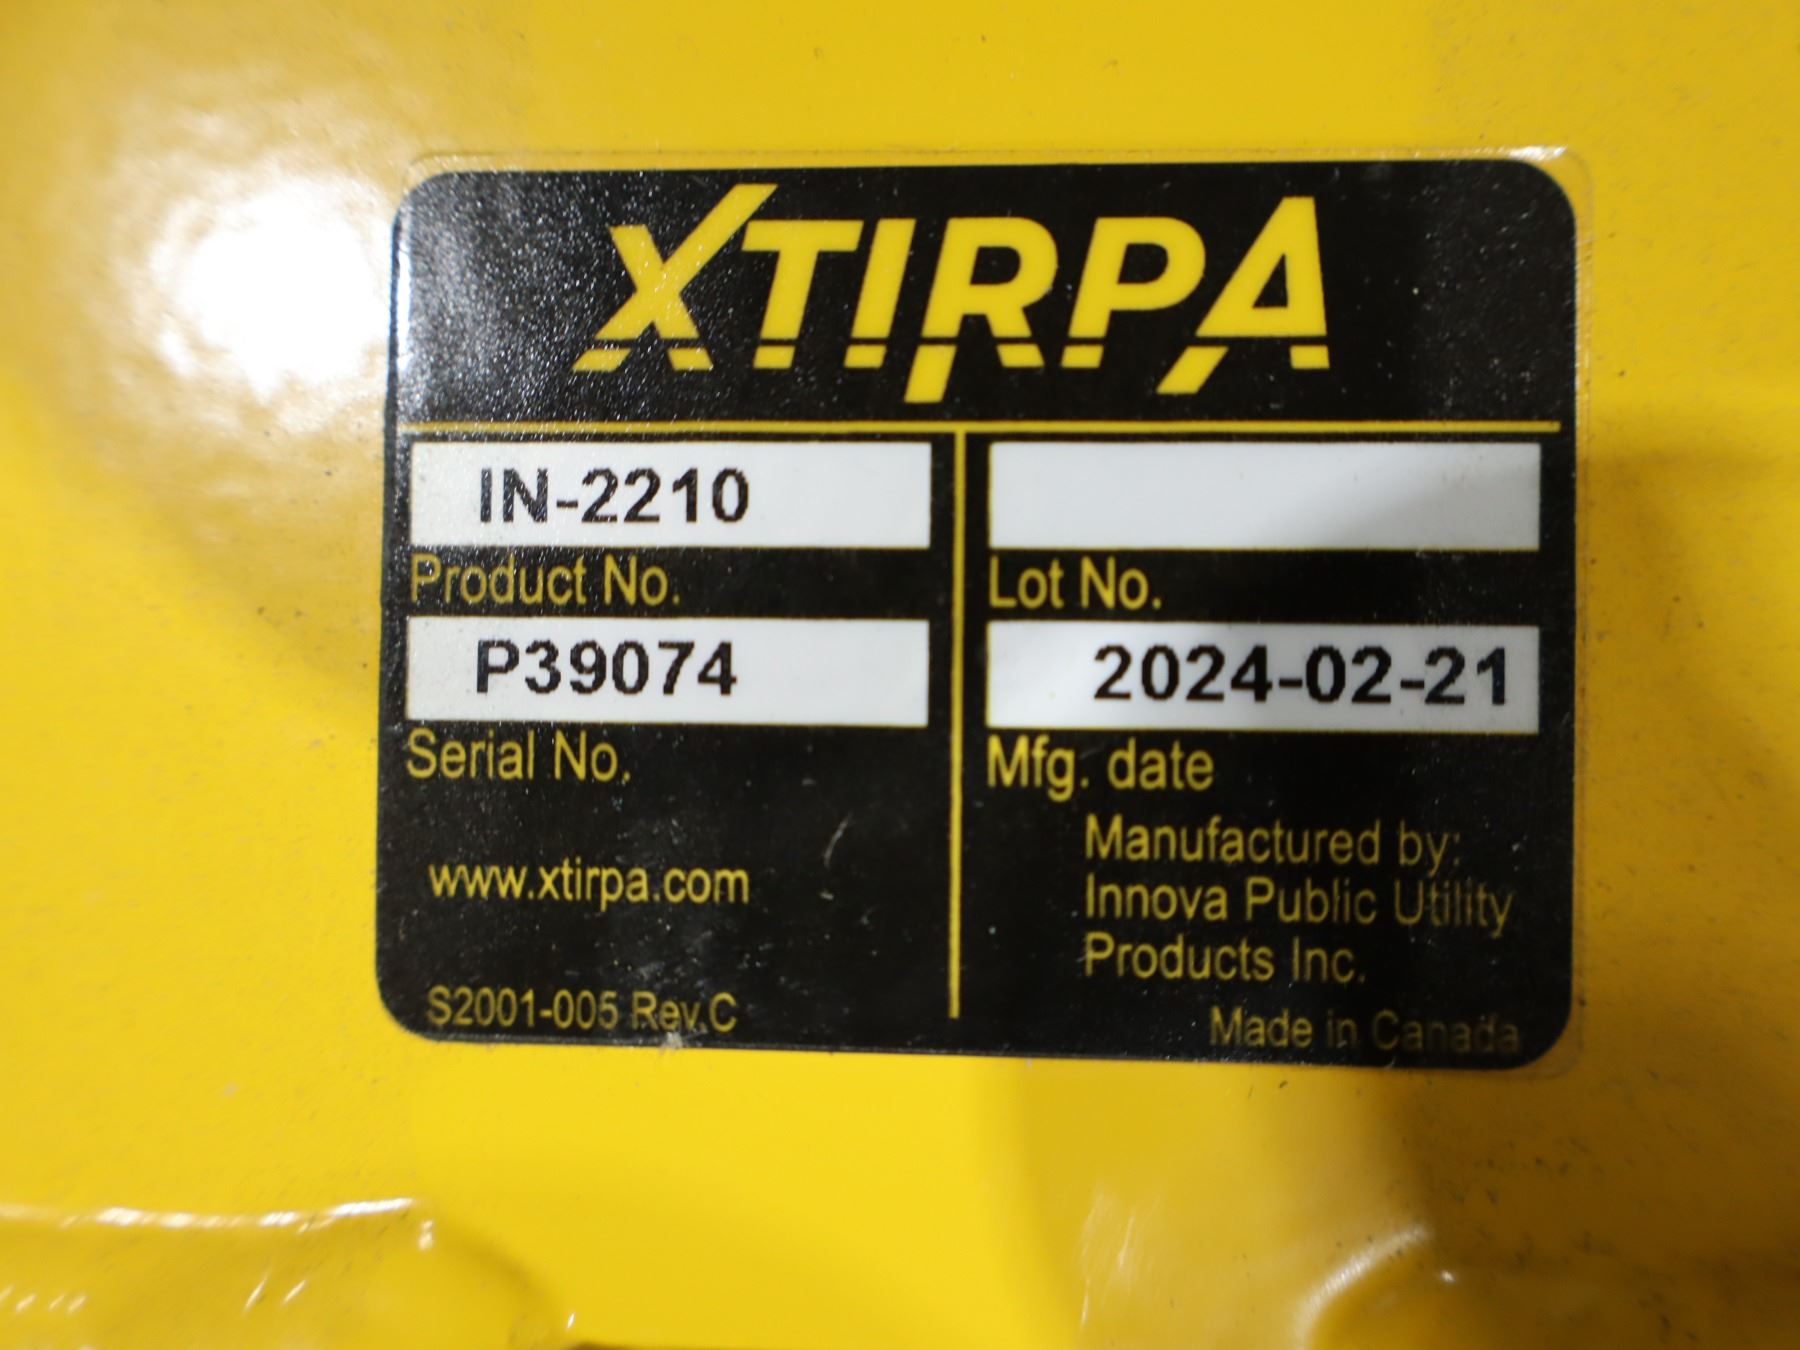 XTIRPA
IN-2210
Product No.
Lot No.
P39074
Serial No.
2024-02-21
Mfg. date
www.xtirpa.com
Manufactured by:
Innova Public Utility
Products Inc.
S2001-005 Rev.C
Made in Canada